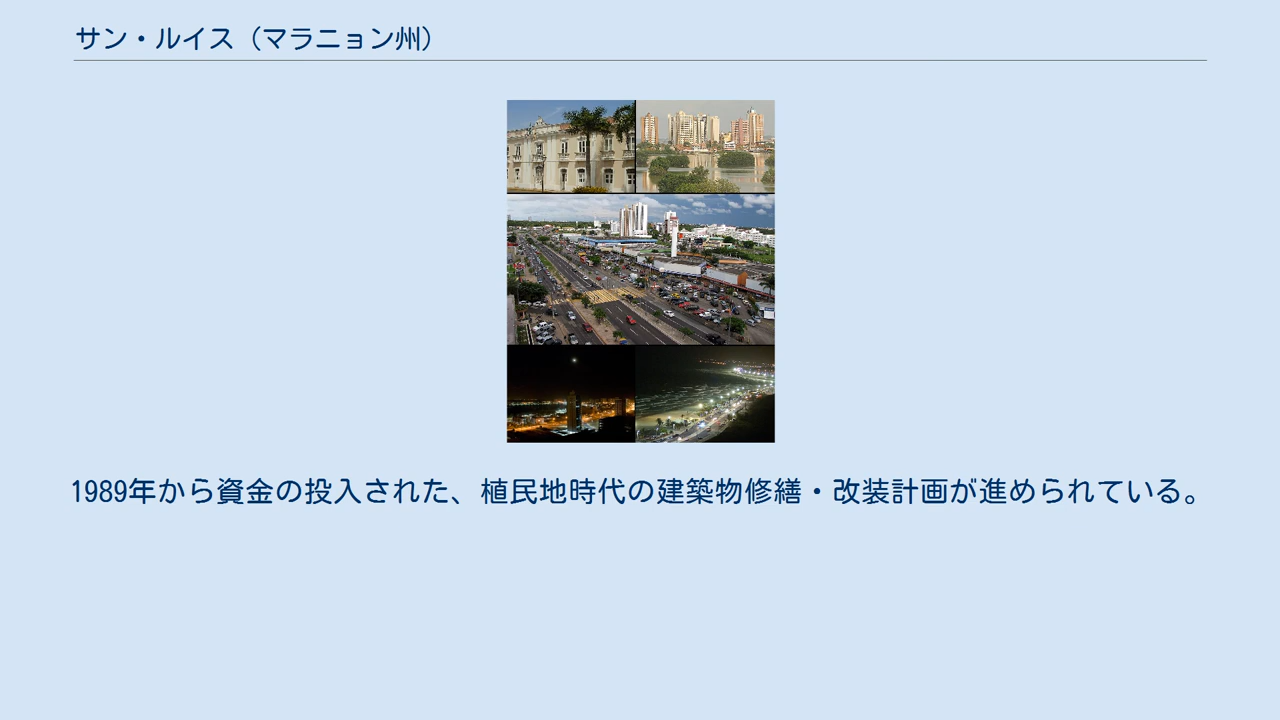 サン・ルイス（マラニョン州）
1989年から資金の投入された、植民地時代の建築物修繕・改装計画が進められている。